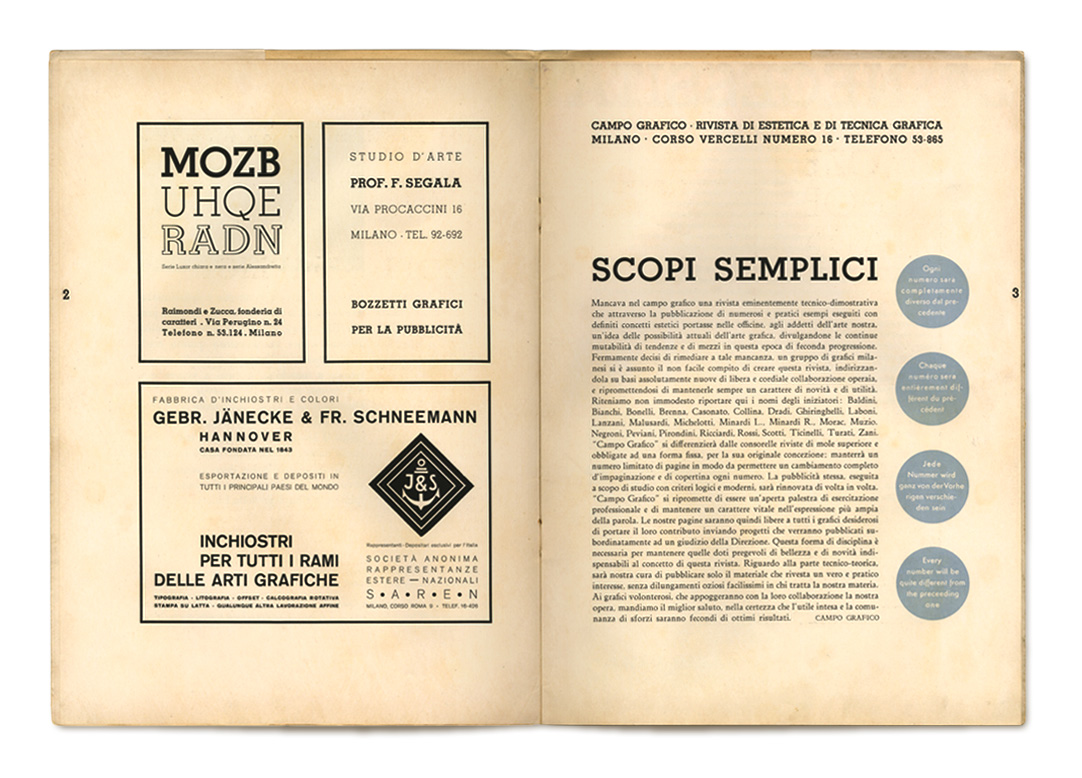 2
MOZB
UHQE
RADN
Serie Luxor chiaro e nero e serie Alessandretta
Raimondi e Zucca, fonderia di
caratteri . Via Perugino n. 24
Telefono n. 53.124 . Milano
STUDIO D'ARTE
PROF. F. SEGALA
VIA PROCACCINI 16
MILANO - TEL. 92-692
BOZZETTI GRAFICI
PER LA PUBBLICITÀ
FABBRICA D'INCHIOSTRI E COLORI
GEBR. JÄNECKE & FR. SCHNEEMANN
HANNOVER
CASA FONDATA NEL 1843
ESPORTAZIONE E DEPOSITI IN
TUTTI I PRINCIPALI PAESI DEL MONDO
J&S
INCHIOSTRI
PER TUTTI I RAMI
DELLE ARTI GRAFICHE
TIPOGRAFIA - LITOGRAFIA - OFFSET - CALCOGRAFIA ROTATIVA
STAMPA SU LATTA - QUALUNQUE ALTRA LAVORAZIONE AFFINE
Rappresentanti - Depositari esclusivi per l'Italia
SOCIETÀ ANONIMA
RAPPRESENTANZE
ESTERE — NAZIONALI
S•A•R•E•N
MILANO, CORSO ROMA 9 • TELEF. 16-406
CAMPO GRAFICO · RIVISTA DI ESTETICA E DI TECNICA GRAFICA
MILANO · CORSO VERCELLI NUMERO 16 · TELEFONO 53-865
SCOPI SEMPLICI
Mancava nel campo grafico una rivista eminentemente tecnico-dimostrativa
che attraverso la pubblicazione di numerosi e pratici esempi eseguiti con
definiti concetti estetici portasse nelle officine, agli addetti dell'arte nostra,
un'idea delle possibilità attuali dell'arte grafica, divulgandone le continue
mutabilità di tendenze e di mezzi in questa epoca di feconda progressione.
Fermamente decisi di rimediare a tale mancanza, un gruppo di grafici mila-
nesi si è assunto il non facile compito di creare questa rivista, indirizzan-
dola su basi assolutamente nuove di libera e cordiale collaborazione operaia,
e ripromettendosi di mantenerle sempre un carattere di novità e di utilità.
Riteniamo non immodesto riportare qui i nomi degli iniziatori: Baldini,
Bianchi, Bonelli, Brenna, Casonato, Collina, Dradi, Ghiringhelli, Laboni,
Lanzani, Malusardi, Michelotti, Minardi L., Minardi R., Morac, Muzio,
Negroni, Peviani, Pirondini, Ricciardi, Rossi, Scotti, Ticinelli, Turati, Zani.
"Campo Grafico" si differenzierà dalle consorelle riviste di mole superiore e
obbligate ad una forma fissa, per la sua originale concezione: manterrà un
numero limitato di pagine in modo da permettere un cambiamento completo
d'impaginazione e di copertina ogni numero. La pubblicità stessa, eseguita
a scopo di studio con criteri logici e moderni, sarà rinnovata di volta in volta.
"Campo Grafico" si ripromette di essere un'aperta palestra di esercitazione
professionale e di mantenere un carattere vitale nell'espressione più ampia
della parola. Le nostre pagine saranno quindi libere a tutti i grafici desiderosi
di portare il loro contributo inviando progetti che verranno pubblicati su-
bordinatamente ad un giudizio della Direzione. Questa forma di disciplina è
necessaria per mantenere quelle doti pregevoli di bellezza e di novità indi-
spensabili al concetto di questa rivista. Riguardo alla parte tecnico-teorica,
sarà nostra cura di pubblicare solo il materiale che rivesta un vero e pratico
interesse, senza dilungamenti oziosi facilissimi in chi tratta la nostra materia.
Ai grafici volonterosi, che appoggeranno con la loro collaborazione la nostra
opera, mandiamo il miglior saluto, nella certezza che l'utile intesa e la comu-
nanza di sforzi saranno fecondi di ottimi risultati. CAMPO GRAFICO
Ogni
numero sara
completamente
diverso dal pre-
cedente
Chaque
numéro sera
entièrement dif-
férent du pré-
cédent
Jede
Nummer wird
ganz von der Vorhe
rigen verschie-
den sein
Every
number will be
quite different from
the preceeding
one
3